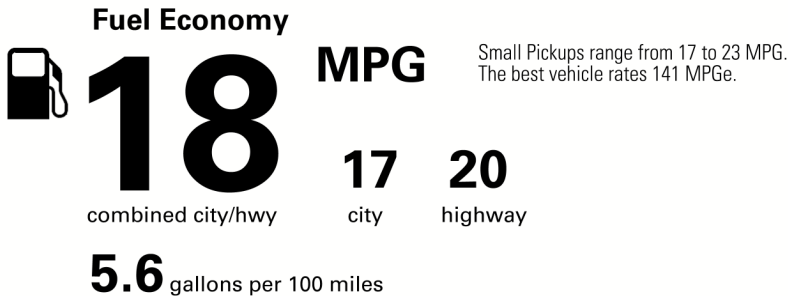 Fuel Economy
18
MPG
Small Pickups range from 17 to 23 MPG.
The best vehicle rates 141 MPGe.
17 20
combined city/hwy city highway
5.6 gallons per 100 miles